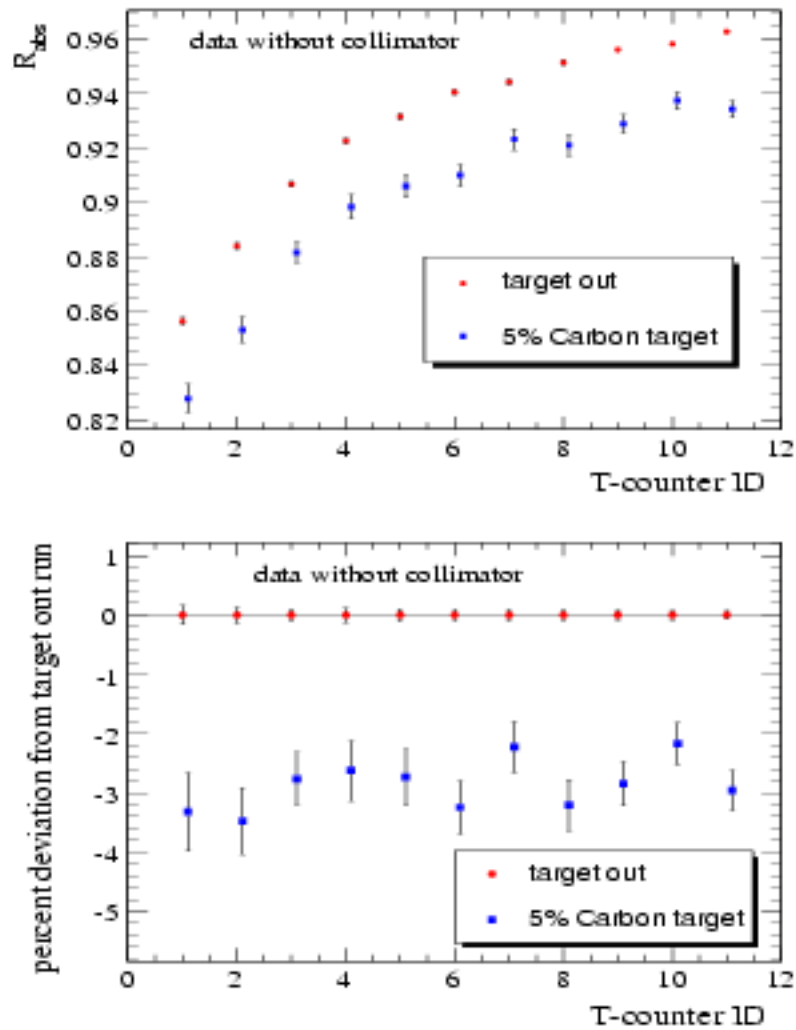 R_abs
data without collimator
0.96
0.94
0.92
0.9
0.88
0.86
0.84
0.82
target out
5% Carbon target
0 2 4 6 8 10 12
T-counter ID
percent deviation from target out run
data without collimator
1
0
-1
-2
-3
-4
-5
target out
5% Carbon target
0 2 4 6 8 10 12
T-counter ID